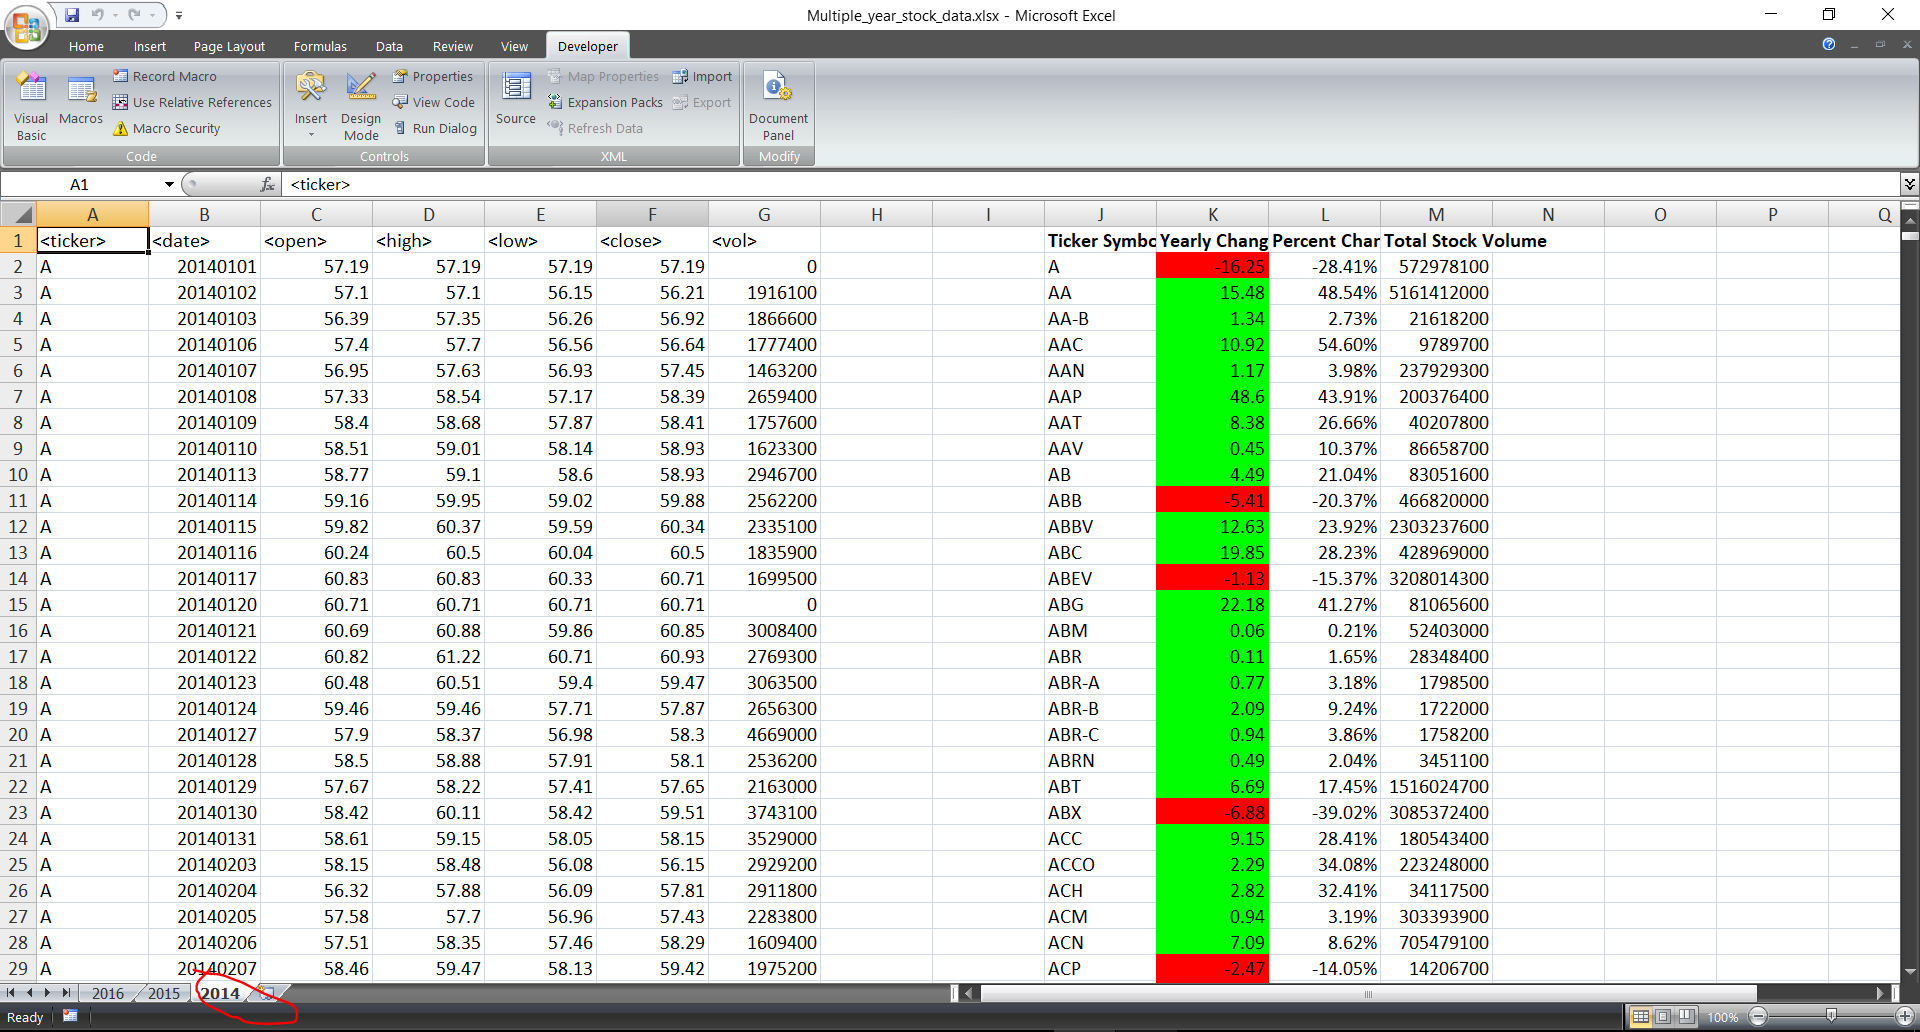 Multiple_year_stock_data.xlsx - Microsoft Excel
Home Insert Page Layout Formulas Data Review View Developer
Visual Basic
Macros
Record Macro
Use Relative References
Macro Security
Code
Insert
Design Mode
Properties
View Code
Run Dialog
Controls
Source
Map Properties
Expansion Packs
Refresh Data
Import
Export
XML
Document Panel
Modify
A1 fx <ticker>
A B C D E F G H I J K L M N O P Q
1 <ticker> <date> <open> <high> <low> <close> <vol> Ticker Symbo Yearly Chang Percent Char Total Stock Volume
2 A 20140101 57.19 57.19 57.19 57.19 0 A -16.25 -28.41% 572978100
3 A 20140102 57.1 57.1 56.15 56.21 1916100 AA 15.48 48.54% 5161412000
4 A 20140103 56.39 57.35 56.26 56.92 1866600 AA-B 1.34 2.73% 21618200
5 A 20140106 57.4 57.7 56.56 56.64 1777400 AAC 10.92 54.60% 9789700
6 A 20140107 56.95 57.63 56.93 57.45 1463200 AAN 1.17 3.98% 237929300
7 A 20140108 57.33 58.54 57.17 58.39 2659400 AAP 48.6 43.91% 200376400
8 A 20140109 58.4 58.68 57.87 58.41 1757600 AAT 8.38 26.66% 40207800
9 A 20140110 58.51 59.01 58.14 58.93 1623300 AAV 0.45 10.37% 86658700
10 A 20140113 58.77 59.1 58.6 58.93 2946700 AB 4.49 21.04% 83051600
11 A 20140114 59.16 59.95 59.02 59.88 2562200 ABB -5.41 -20.37% 466820000
12 A 20140115 59.82 60.37 59.59 60.34 2335100 ABBV 12.63 23.92% 2303237600
13 A 20140116 60.24 60.5 60.04 60.5 1835900 ABC 19.85 28.23% 428969000
14 A 20140117 60.83 60.83 60.33 60.71 1699500 ABEV -1.13 -15.37% 3208014300
15 A 20140120 60.71 60.71 60.71 60.71 0 ABG 22.18 41.27% 81065600
16 A 20140121 60.69 60.88 59.86 60.85 3008400 ABM 0.06 0.21% 52403000
17 A 20140122 60.82 61.22 60.71 60.93 2769300 ABR 0.11 1.65% 28348400
18 A 20140123 60.48 60.51 59.4 59.47 3063500 ABR-A 0.77 3.18% 1798500
19 A 20140124 59.46 59.46 57.71 57.87 2656300 ABR-B 2.09 9.24% 1722000
20 A 20140127 57.9 58.37 56.98 58.3 4669000 ABR-C 0.94 3.86% 1758200
21 A 20140128 58.5 58.88 57.91 58.1 2536200 ABRN 0.49 2.04% 3451100
22 A 20140129 57.67 58.22 57.41 57.65 2163000 ABT 6.69 17.45% 1516024700
23 A 20140130 58.42 60.11 58.42 59.51 3743100 ABX -6.88 -39.02% 3085372400
24 A 20140131 58.61 59.15 58.05 58.15 3529000 ACC 9.15 28.41% 180543400
25 A 20140203 58.15 58.48 56.08 56.15 2929200 ACCO 2.29 34.08% 223248000
26 A 20140204 56.32 57.88 56.09 57.81 2911800 ACH 2.82 32.41% 34117500
27 A 20140205 57.58 57.7 56.96 57.43 2283800 ACM 0.94 3.19% 303393900
28 A 20140206 57.51 58.35 57.46 58.29 1609400 ACN 7.09 8.62% 705479100
29 A 20140207 58.46 59.47 58.13 59.42 1975200 ACP -2.47 -14.05% 14206700
2016 2015 2014
Ready 100%